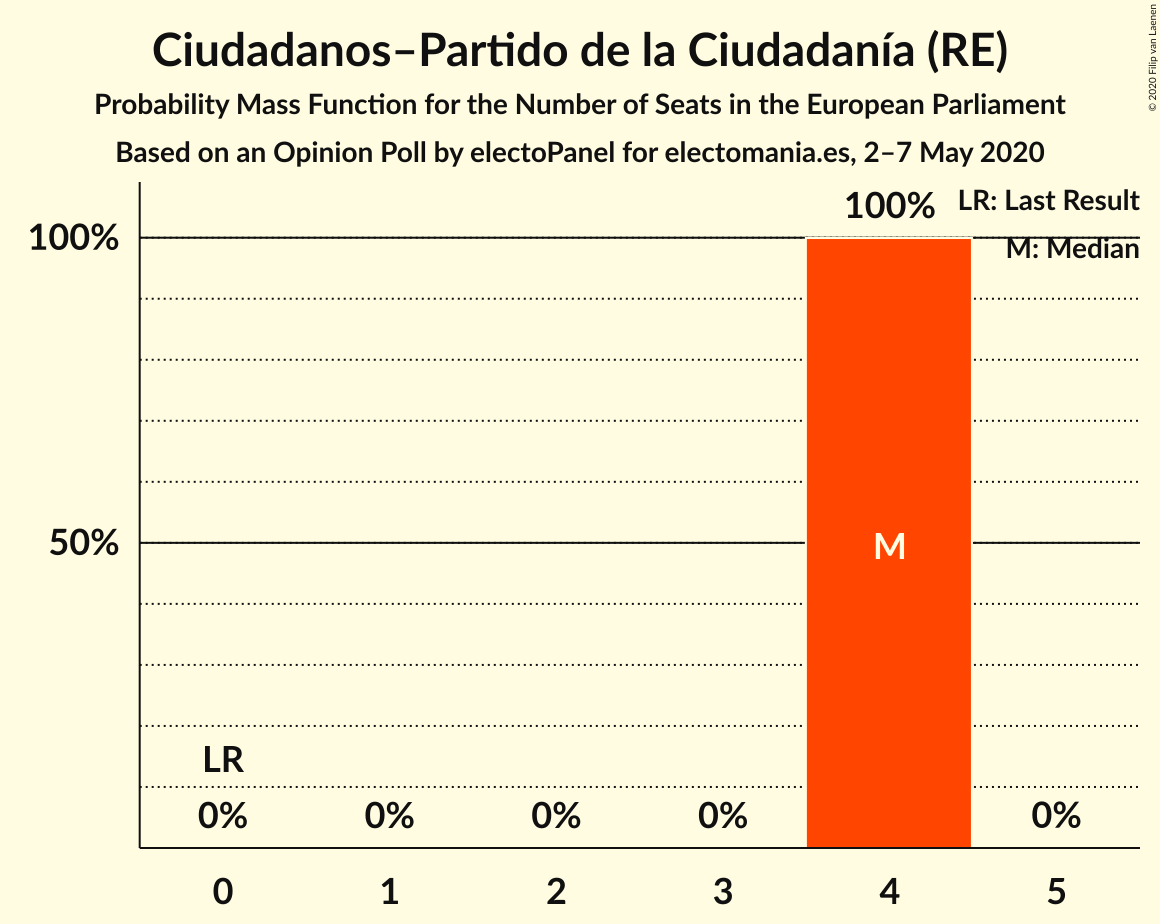 Ciudadanos–Partido de la Ciudadanía (RE)
Probability Mass Function for the Number of Seats in the European Parliament
Based on an Opinion Poll by electoPanel for electomania.es, 2–7 May 2020
© 2020 Filip van Laenen
100% LR: Last Result
100%
M: Median
50%
M
LR
0% 0% 0% 0% 0%
0 1 2 3 4 5